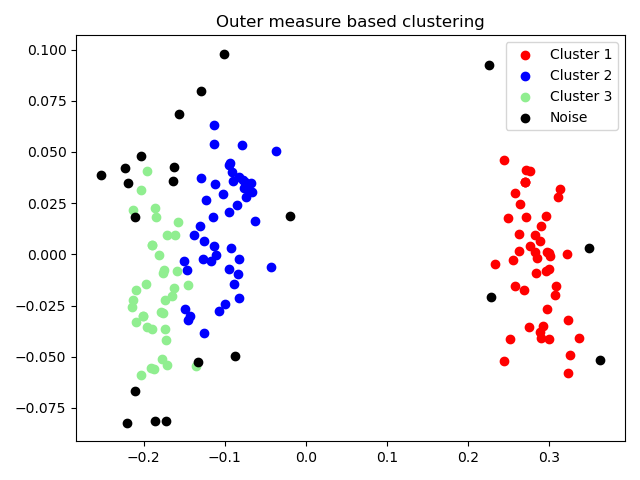 Outer measure based clustering
Cluster 1
Cluster 2
Cluster 3
Noise
0.100
0.075
0.050
0.025
0.000
−0.025
−0.050
−0.075
−0.2
−0.1
0.0
0.1
0.2
0.3